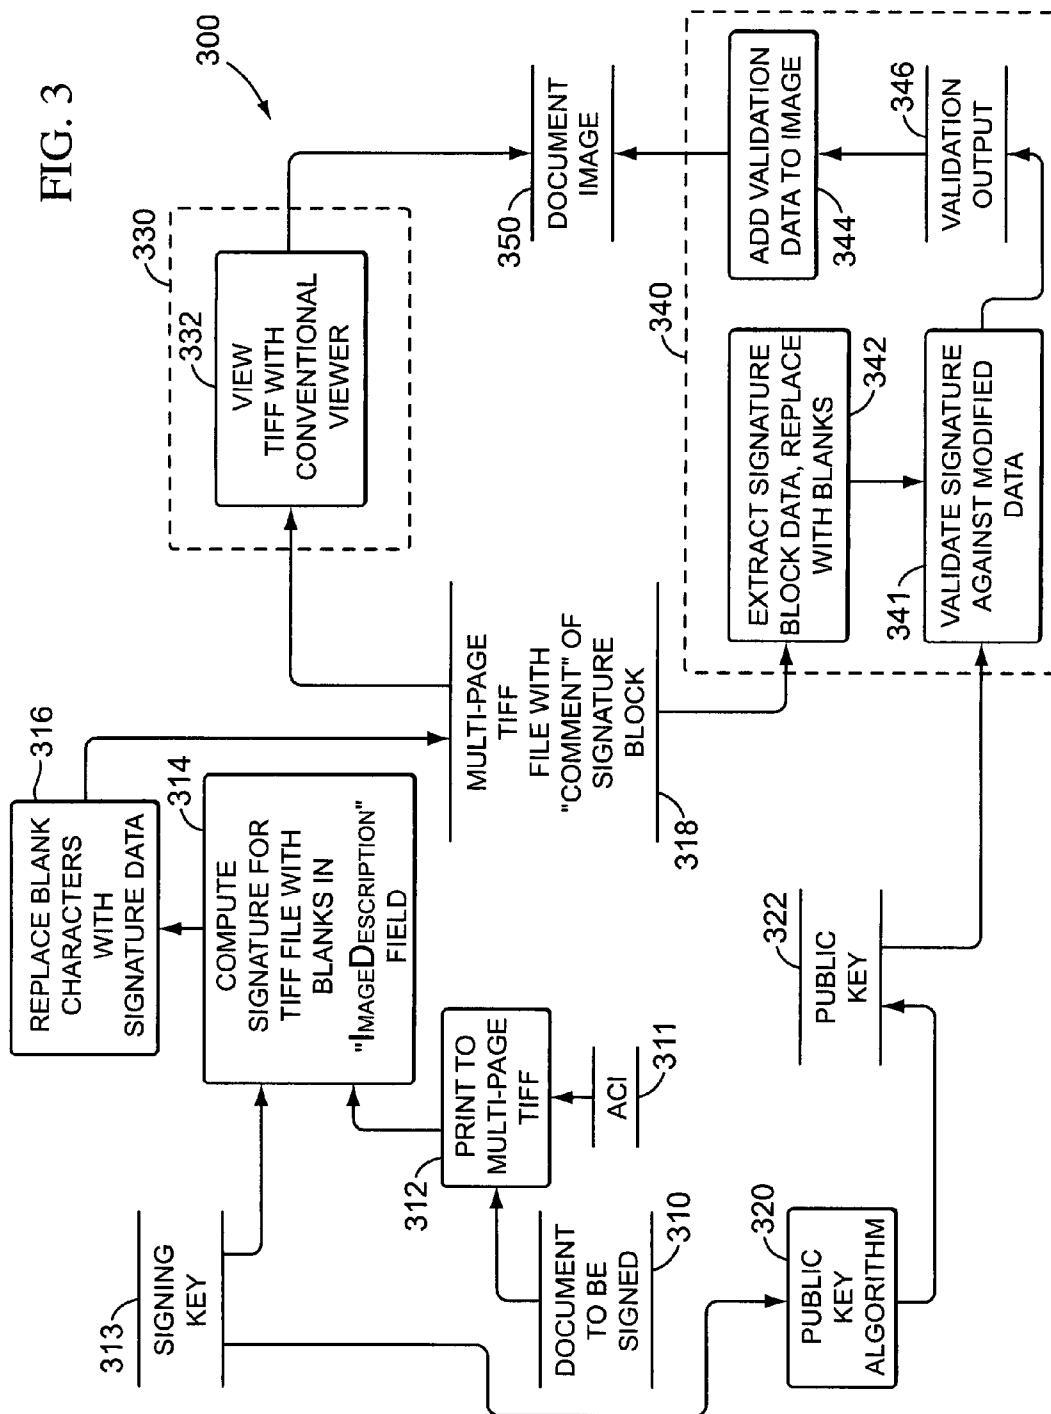 FIG. 3
300
313
SIGNING
KEY
DOCUMENT
TO BE
SIGNED
310
312
PRINT TO
MULTI-PAGE
TIFF
ACI
311
314
COMPUTE
SIGNATURE FOR
TIFF FILE WITH
BLANKS IN
"IMAGEDESCRIPTION"
FIELD
316
REPLACE BLANK
CHARACTERS
WITH
SIGNATURE DATA
MULTI-PAGE
TIFF
FILE WITH
"COMMENT" OF
SIGNATURE
BLOCK
318
320
PUBLIC
KEY
ALGORITHM
322
PUBLIC
KEY
330
332
VIEW
TIFF WITH
CONVENTIONAL
VIEWER
350
DOCUMENT
IMAGE
340
EXTRACT SIGNATURE
BLOCK DATA, REPLACE
WITH BLANKS
342
341
VALIDATE SIGNATURE
AGAINST MODIFIED
DATA
ADD VALIDATION
DATA TO IMAGE
344
346
VALIDATION
OUTPUT